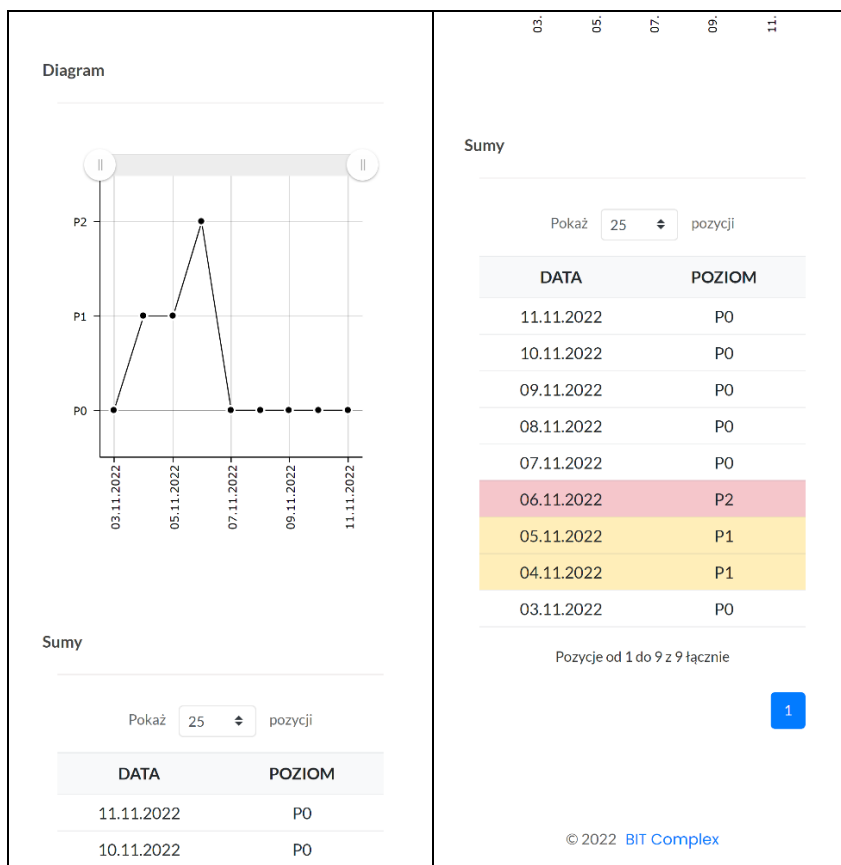 Diagram
P2
P1
P0
03.11.2022
05.11.2022
07.11.2022
09.11.2022
11.11.2022
Sumy
Pokaż 25 pozycji
DATA POZIOM
11.11.2022 P0
10.11.2022 P0
03.
05.
07.
09.
11.
Sumy
Pokaż 25 pozycji
DATA POZIOM
11.11.2022 P0
10.11.2022 P0
09.11.2022 P0
08.11.2022 P0
07.11.2022 P0
06.11.2022 P2
05.11.2022 P1
04.11.2022 P1
03.11.2022 P0
Pozycje od 1 do 9 z 9 łącznie
1
© 2022 BIT Complex